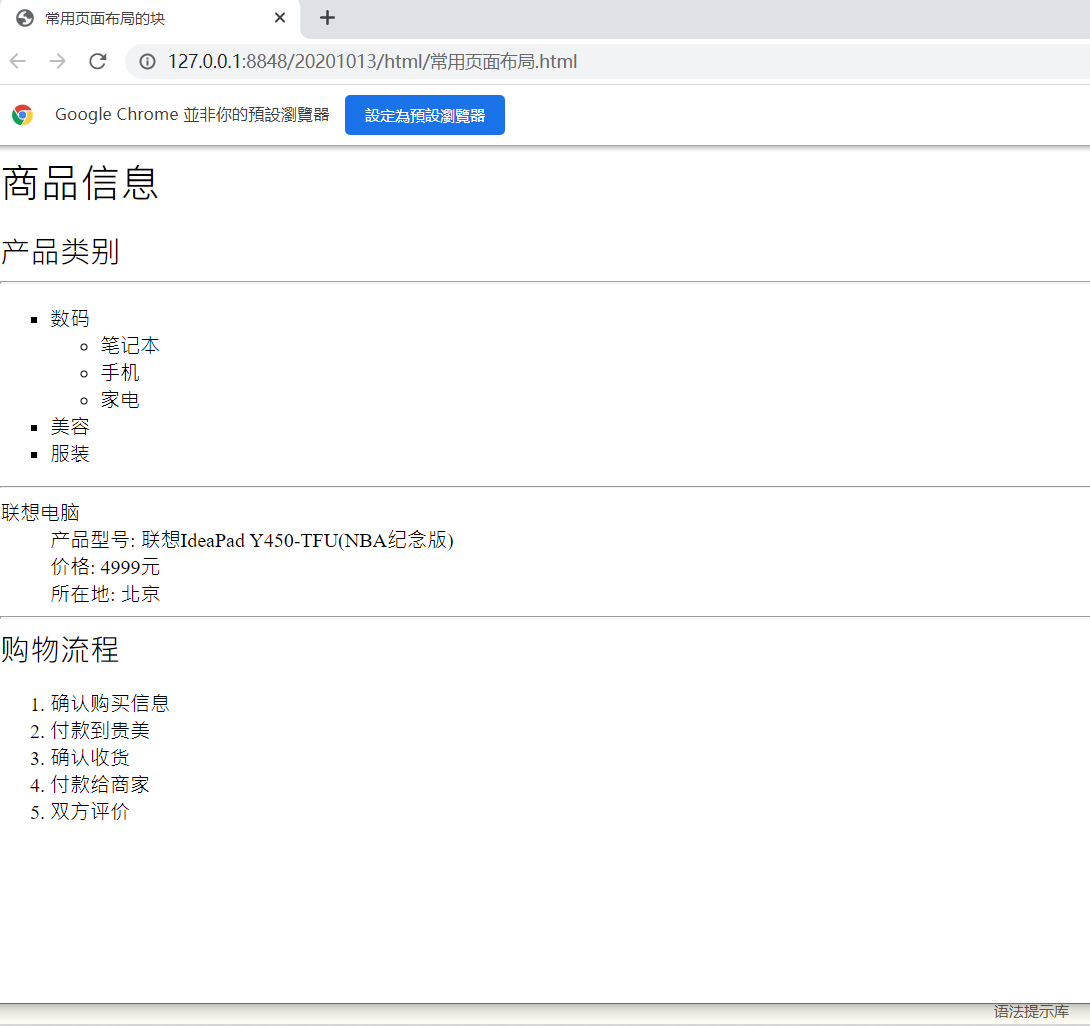 常用页面布局的块
127.0.0.1:8848/20201013/html/常用页面布局.html
Google Chrome 並非你的預設瀏覽器 設定為預設瀏覽器
商品信息
产品类别
数码
笔记本
手机
家电
美容
服装
联想电脑
产品型号: 联想IdeaPad Y450-TFU(NBA纪念版)
价格: 4999元
所在地: 北京
购物流程
1. 确认购买信息
2. 付款到贵美
3. 确认收货
4. 付款给商家
5. 双方评价
语法提示库